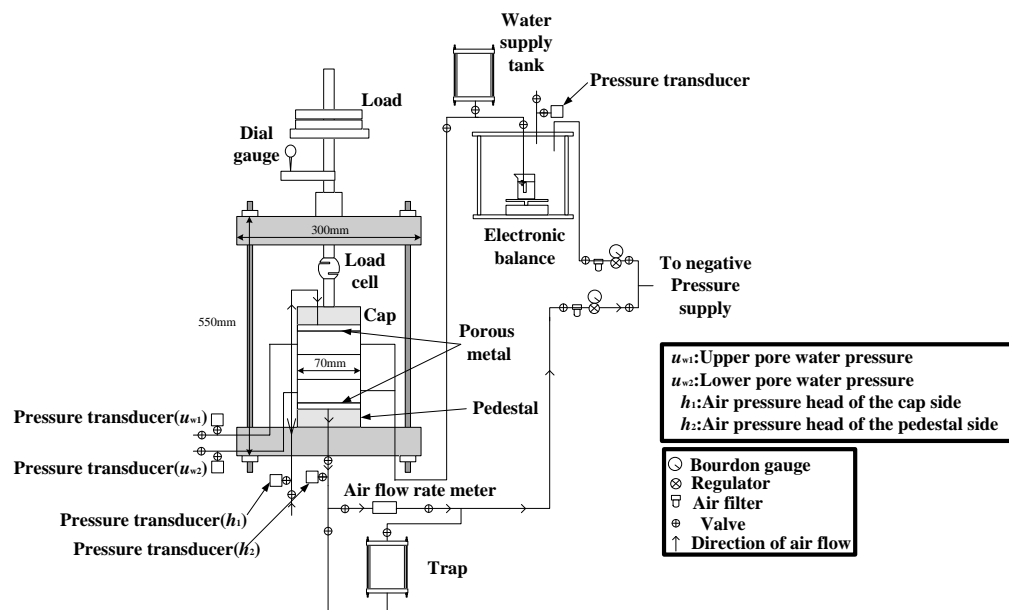 Water
supply
tank
Pressure transducer
Load
Dial
gauge
300mm
Electronic
balance
Load
cell
To negative
Pressure
supply
Cap
550mm
Porous
metal
70mm
Pressure transducer(uw1)
Pedestal
Pressure transducer(uw2)
Air flow rate meter
Pressure transducer(h1)
Pressure transducer(h2)
Trap
uw1:Upper pore water pressure
uw2:Lower pore water pressure
h1:Air pressure head of the cap side
h2:Air pressure head of the pedestal side
Bourdon gauge
Regulator
Air filter
Valve
Direction of air flow